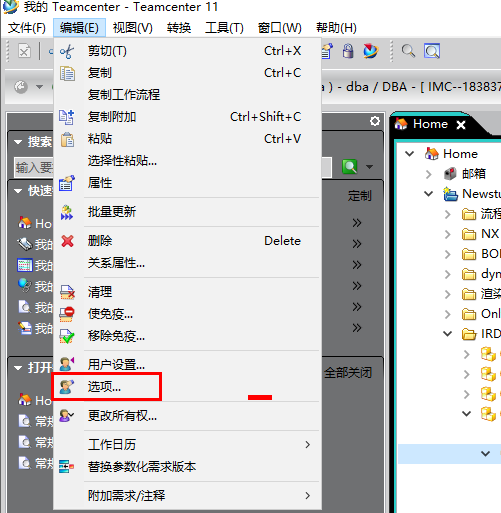 我的 Teamcenter - Teamcenter 11
文件(F) 编辑(E) 视图(V) 转换 工具(T) 窗口(W) 帮助(H)
) - dba / DBA - [ IMC--18383
剪切(T) Ctrl+X
复制 Ctrl+C
复制工作流程
复制附加 Ctrl+Shift+C
粘贴 Ctrl+V
选择性粘贴...
属性
批量更新
删除 Delete
关系属性...
清理
使免疫...
移除免疫...
用户设置...
选项...
更改所有权...
工作日历
替换参数化需求版本
附加需求/注释
搜索
输入要
快速
定制
Ho
我的
我的
我的
我的
我的
打开
全部关闭
Ho
常规
常规
常规
Home
Home
邮箱
Newstu
流程
NX
BO
dyn
渲染
Onl
IRD